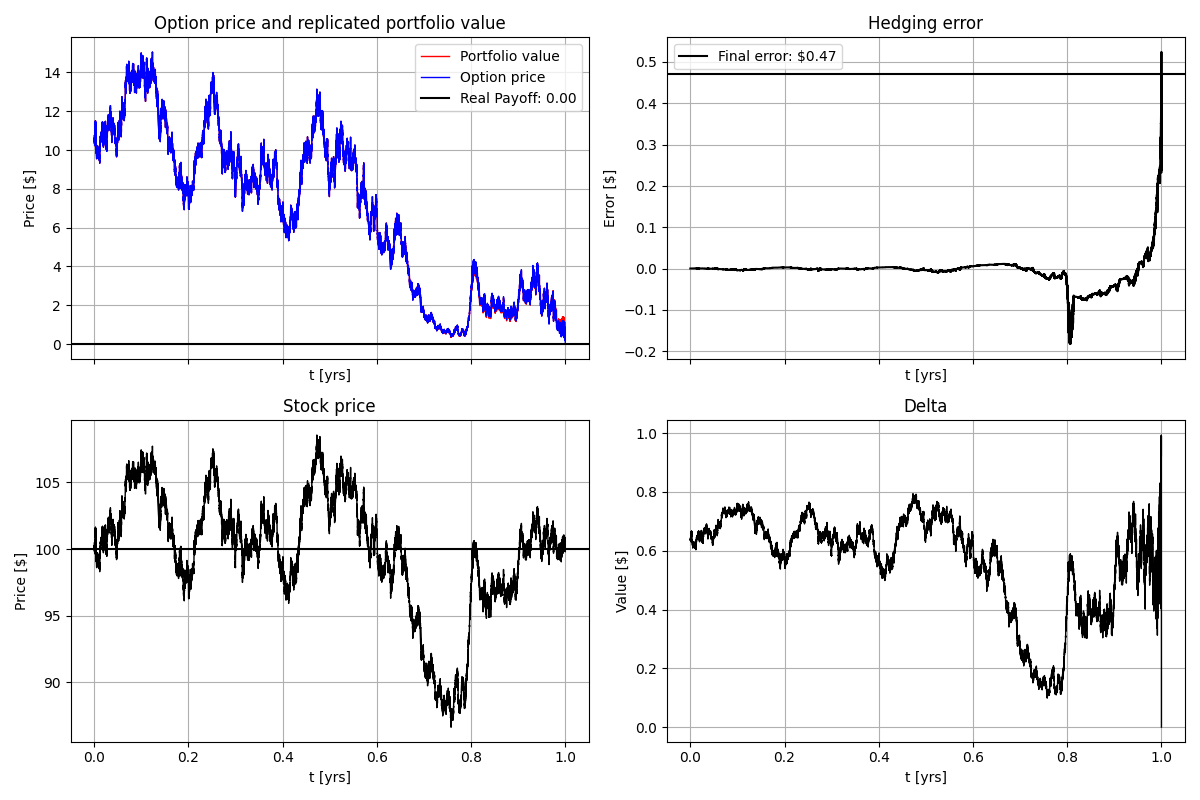 Option price and replicated portfolio value
Portfolio value
Option price
Real Payoff: 0.00
14
12
10
8
6
4
2
0
Price [$]
t [yrs]
Hedging error
Final error: $0.47
0.5
0.4
0.3
0.2
0.1
0.0
−0.1
−0.2
Error [$]
t [yrs]
Stock price
105
100
95
90
Price [$]
0.0 0.2 0.4 0.6 0.8 1.0
t [yrs]
Delta
1.0
0.8
0.6
0.4
0.2
0.0
Value [$]
0.0 0.2 0.4 0.6 0.8 1.0
t [yrs]